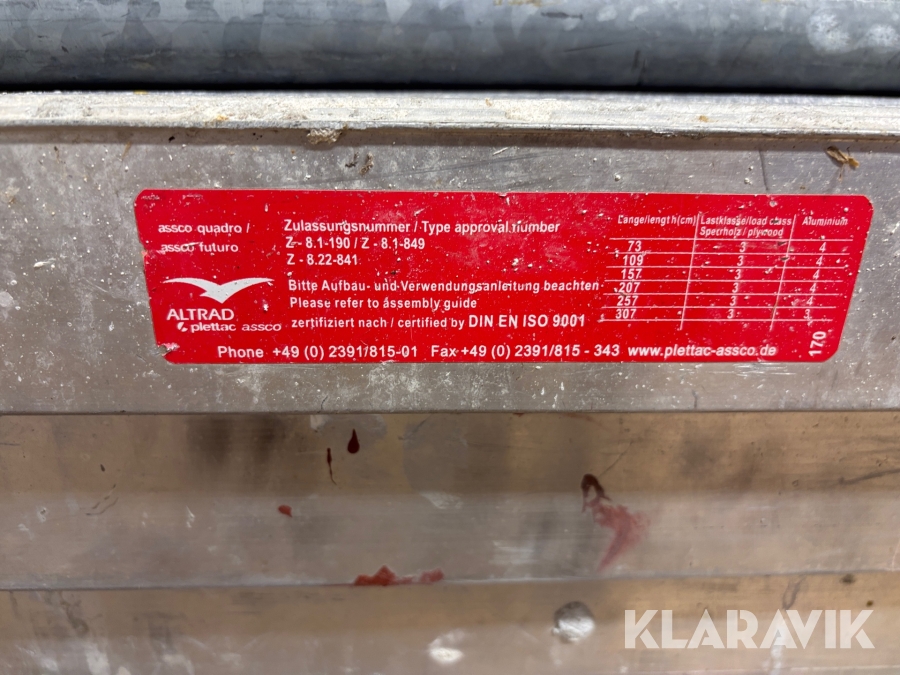 assco quadro /
assco futuro
ALTRAD
plettac assco
Zulassungsnummer / Type approval number
Z - 8.1-190 / Z - 8.1-849
Z - 8.22-841
Bitte Aufbau- und-Verwendungsanleitung beachten
Please refer to assembly guide
zertifiziert nach / certified by DIN EN ISO 9001
Lange/length(cm) Lastklasse/load class Aluminium
Sperrholz / plywood
73 3 4
109 3 4
157 3 4
207 3 4
257 3 4
307 3 3
170
Phone +49 (0) 2391/815-01 Fax +49 (0) 2391/815 - 343 www.plettac-assco.de
KLARAVIK